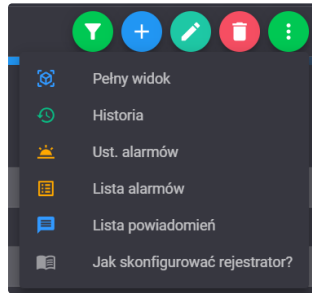 Pełny widok
Historia
Ust. alarmów
Lista alarmów
Lista powiadomień
Jak skonfigurować rejestrator?